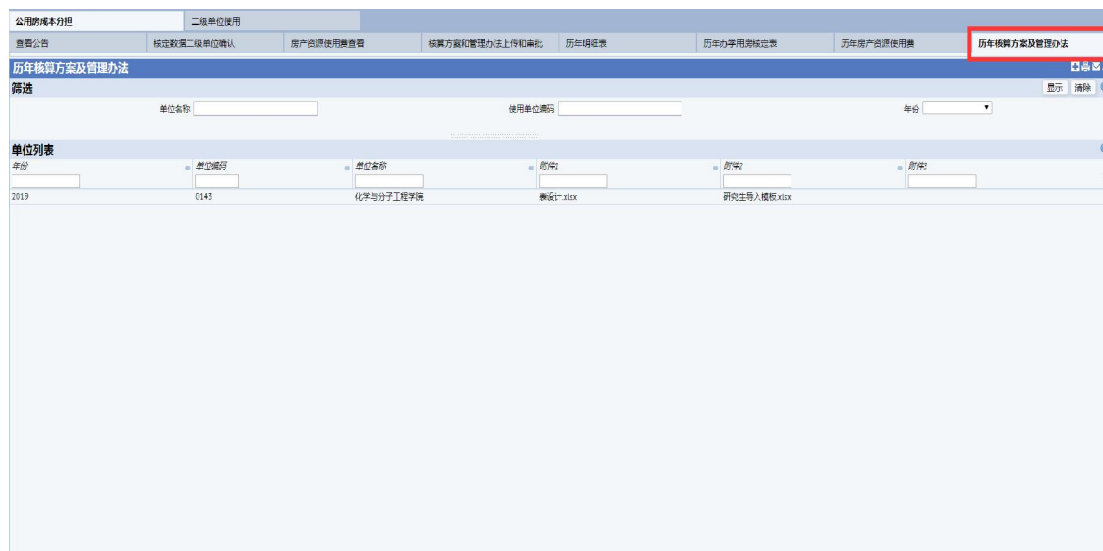 公用房成本分担 二级单位使用
查看公告 核定数据二级单位确认 房产资源使用费查看 核算方案和管理办法上传和审批 历年明细表 历年办学用房核定表 历年房产资源使用费 历年核算方案及管理办法
历年核算方案及管理办法
筛选 显示 清除
单位名称 使用单位编码 年份
单位列表
年份 单位编码 单位名称 附件1 附件2 附件3
2019 0143 化学与分子工程学院 表设计.xlsx 研究生导入模板.xlsx